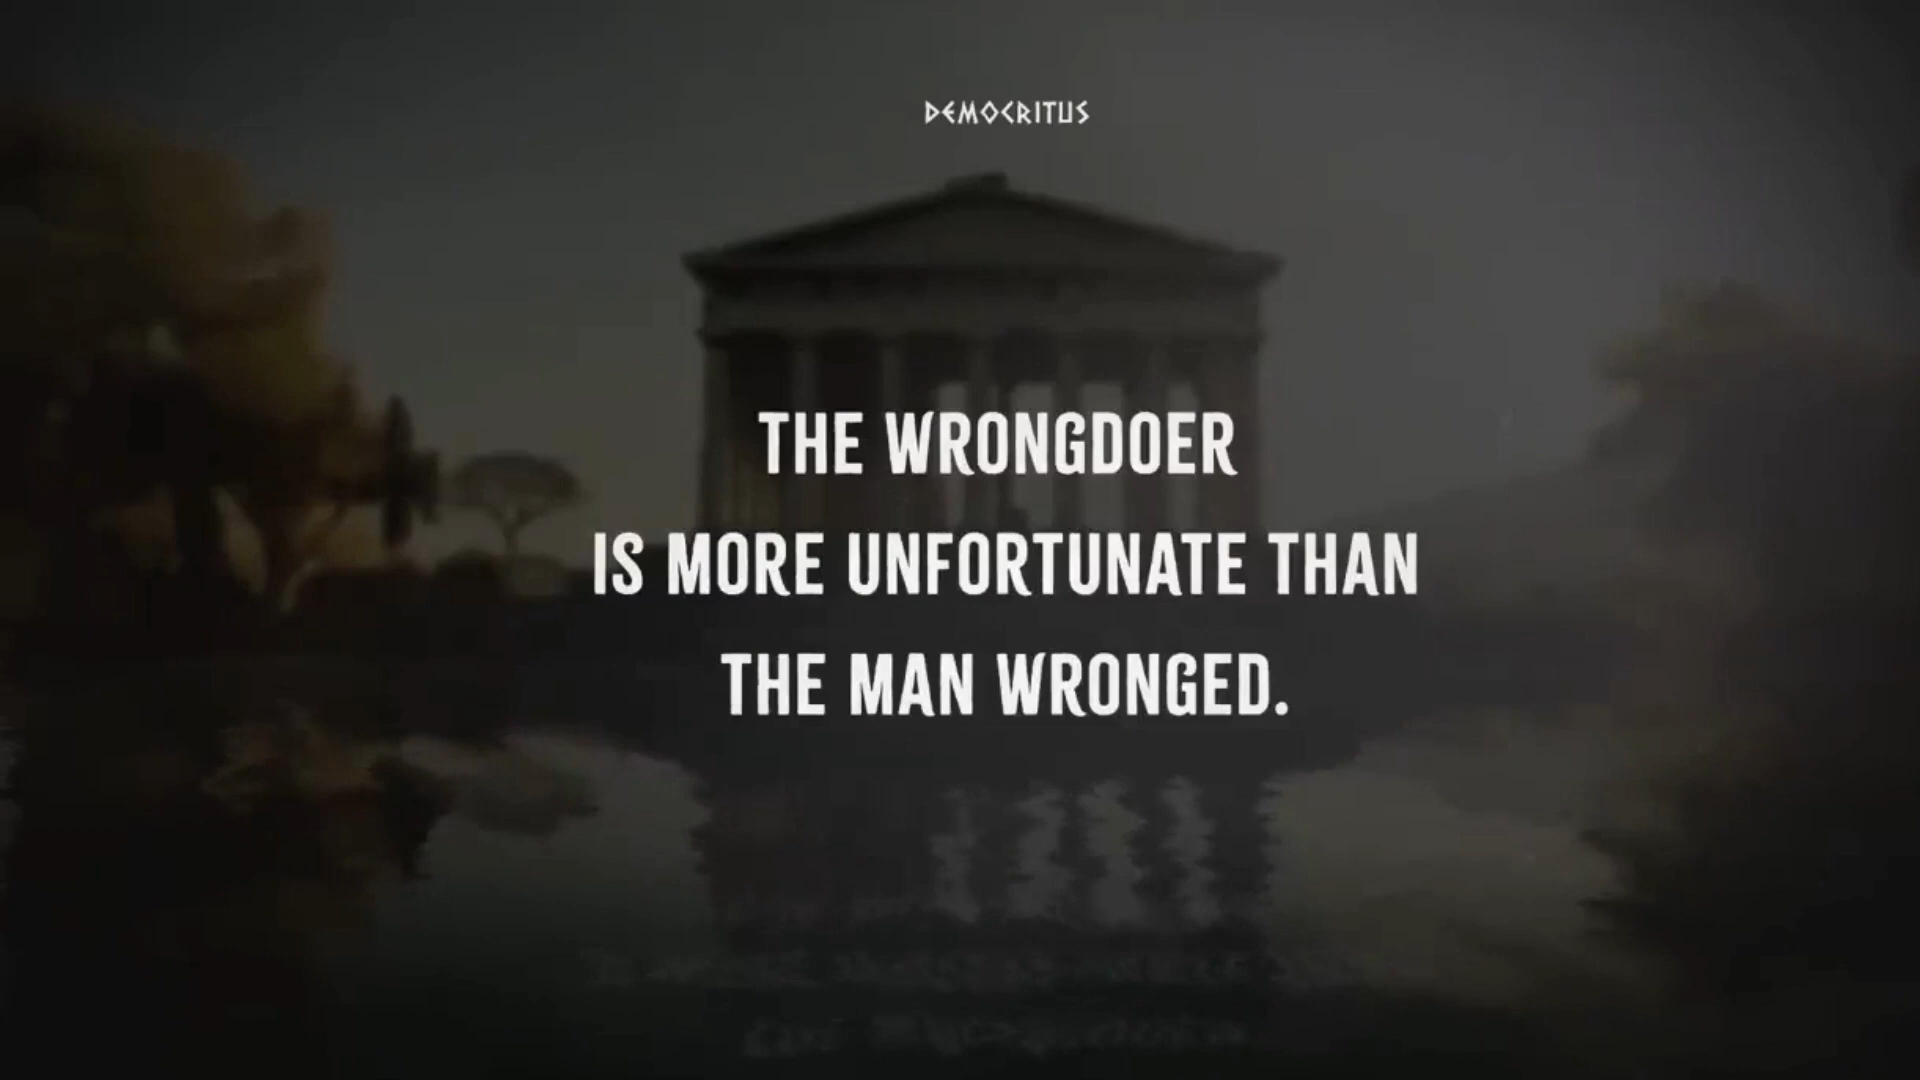 DEMOCRITUS
THE WRONGDOER
IS MORE UNFORTUNATE THAN
THE MAN WRONGED.